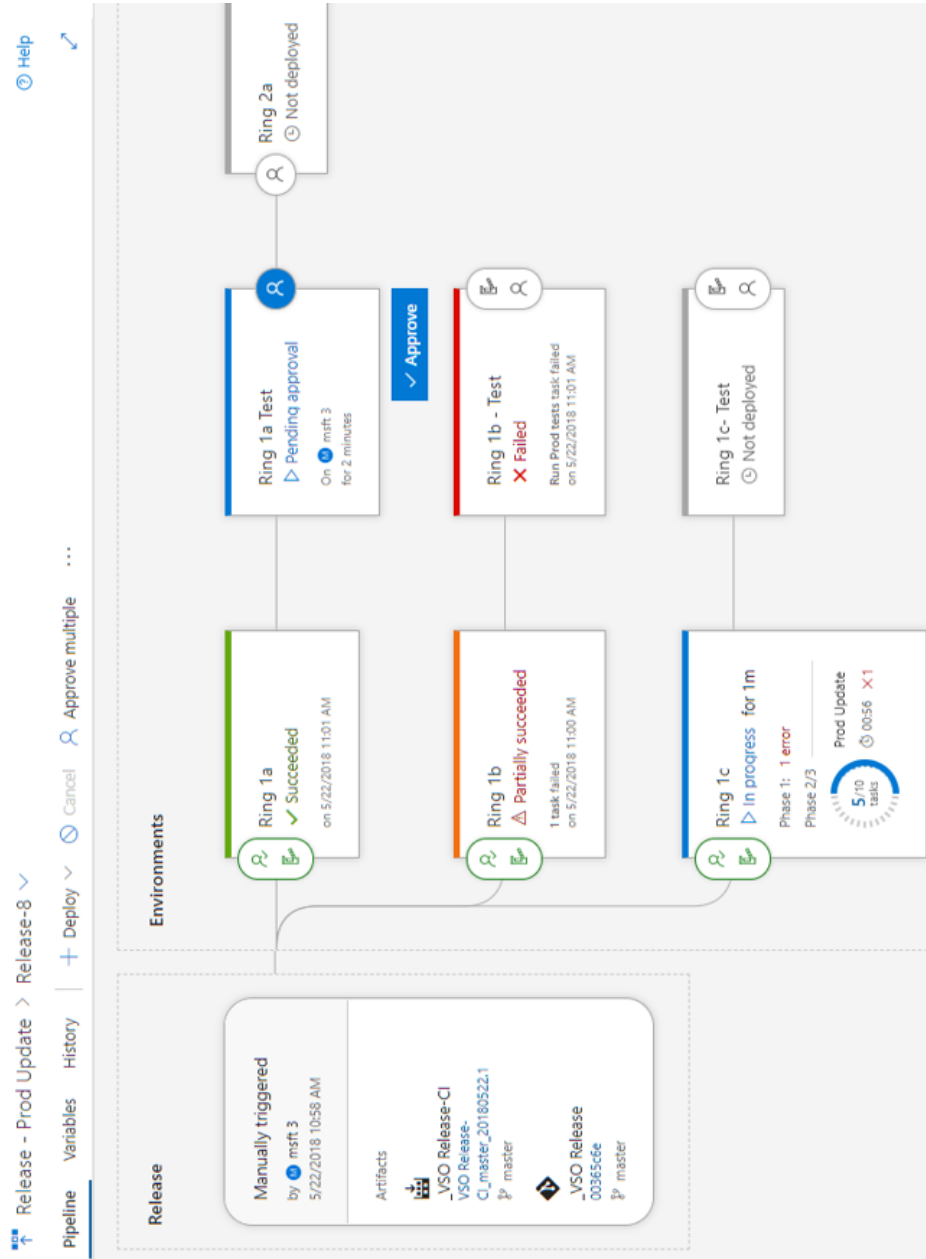 Release - Prod Update > Release-8
Help
Pipeline Variables History Deploy Cancel Approve multiple ...
Release
Manually triggered
by M msft 3
5/22/2018 10:58 AM
Artifacts
_VSO Release-CI
VSO Release-
CI_master_20180522.1
master
_VSO Release
00365c6e
master
Environments
Ring 1a
Succeeded
on 5/22/2018 11:01 AM
Ring 1a Test
Pending approval
On M msft 3
for 2 minutes
Approve
Ring 2a
Not deployed
Ring 1b
Partially succeeded
1 task failed
on 5/22/2018 11:00 AM
Ring 1b - Test
Failed
Run Prod tests task failed
on 5/22/2018 11:01 AM
Ring 1c
In progress for 1m
Phase 1: 1 error
Phase 2/3
5/10
tasks
Prod Update
00:56 1
Ring 1c- Test
Not deployed